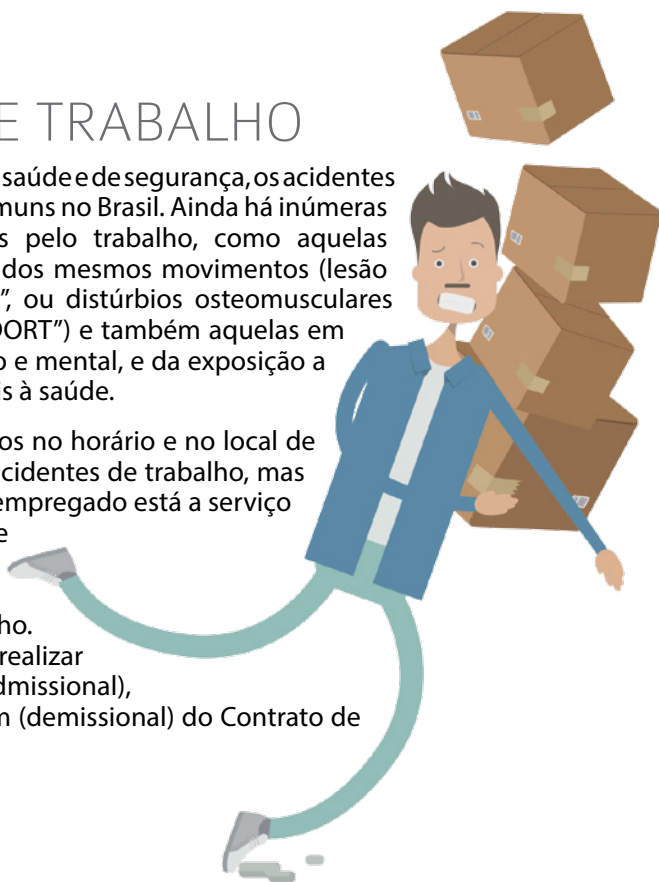 E TRABALHO
saúde e de segurança, os acidentes
muns no Brasil. Ainda há inúmeras
s pelo trabalho, como aquelas
dos mesmos movimentos (lesão
”, ou distúrbios osteomusculares
ORT”) e também aquelas em
o e mental, e da exposição a
is à saúde.
os no horário e no local de
cidentes de trabalho, mas
empregado está a serviço
e
ho.
realizar
dmissional),
m (demissional) do Contrato de